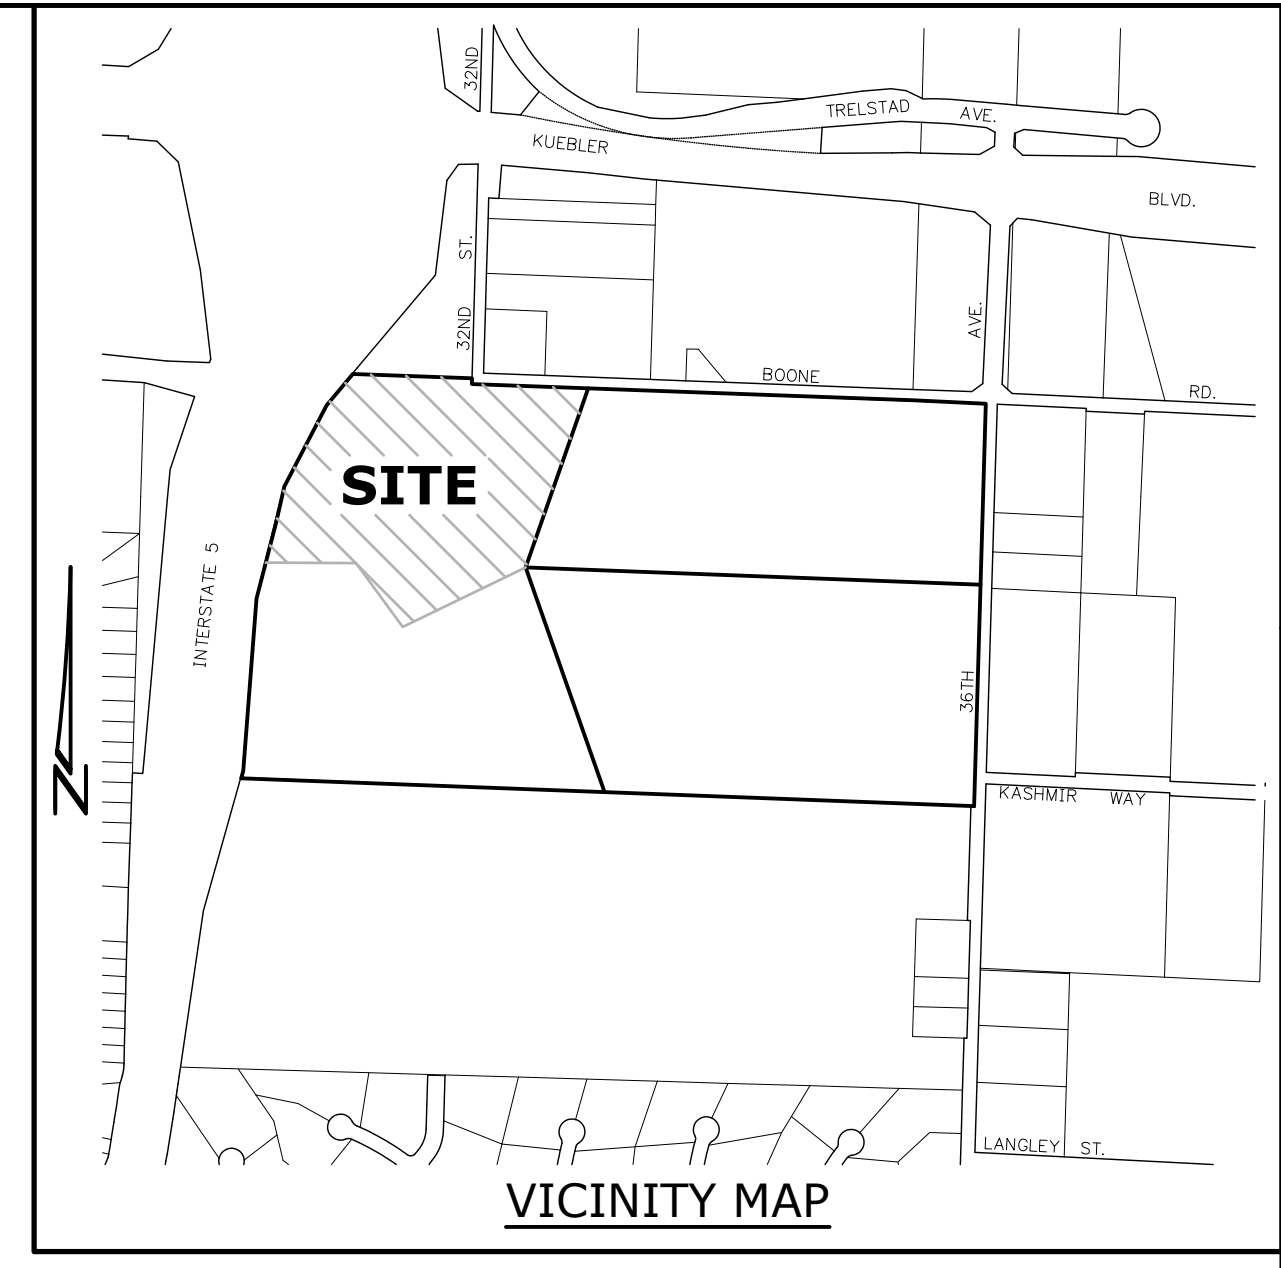 32ND
TRELSTAD AVE.
KUEBLER
BLVD.
ST.
32ND
AVE.
BOONE
RD.
SITE
INTERSTATE 5
36TH
N
KASHMIR WAY
LANGLEY ST.
VICINITY MAP